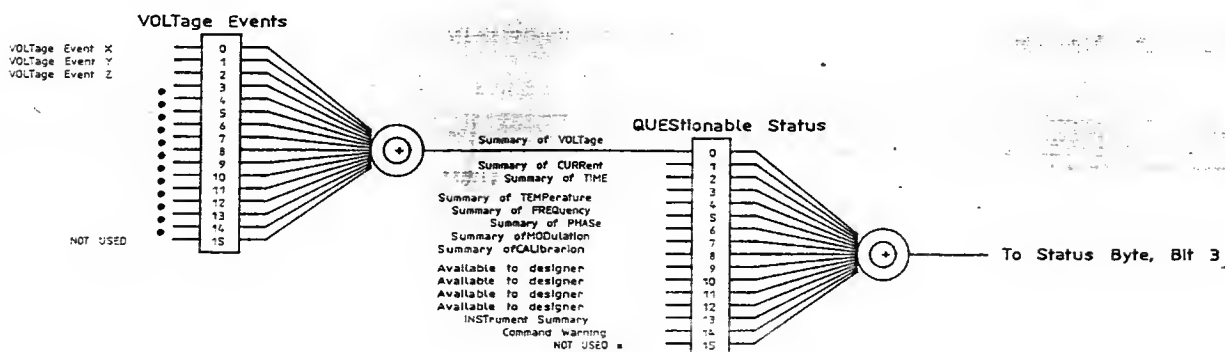 VOLTage Events
VOLTage Event X
VOLTage Event Y
VOLTage Event Z
0
1
2
3
4
5
6
7
8
9
10
11
12
13
14
15
NOT USED
+
QUEStionable Status
Summary of VOLTage
Summary of CURRent
Summary of TIME
Summary of TEMPerature
Summary of FREQuency
Summary of PHASe
Summary ofMODulation
Summary ofCALIbrarion
Available to designer
Available to designer
Available to designer
Available to designer
INSTrument Summary
Command Warning
NOT USED
0
1
2
3
4
5
6
7
8
9
10
11
12
13
14
15
+
To Status Byte, Bit 3